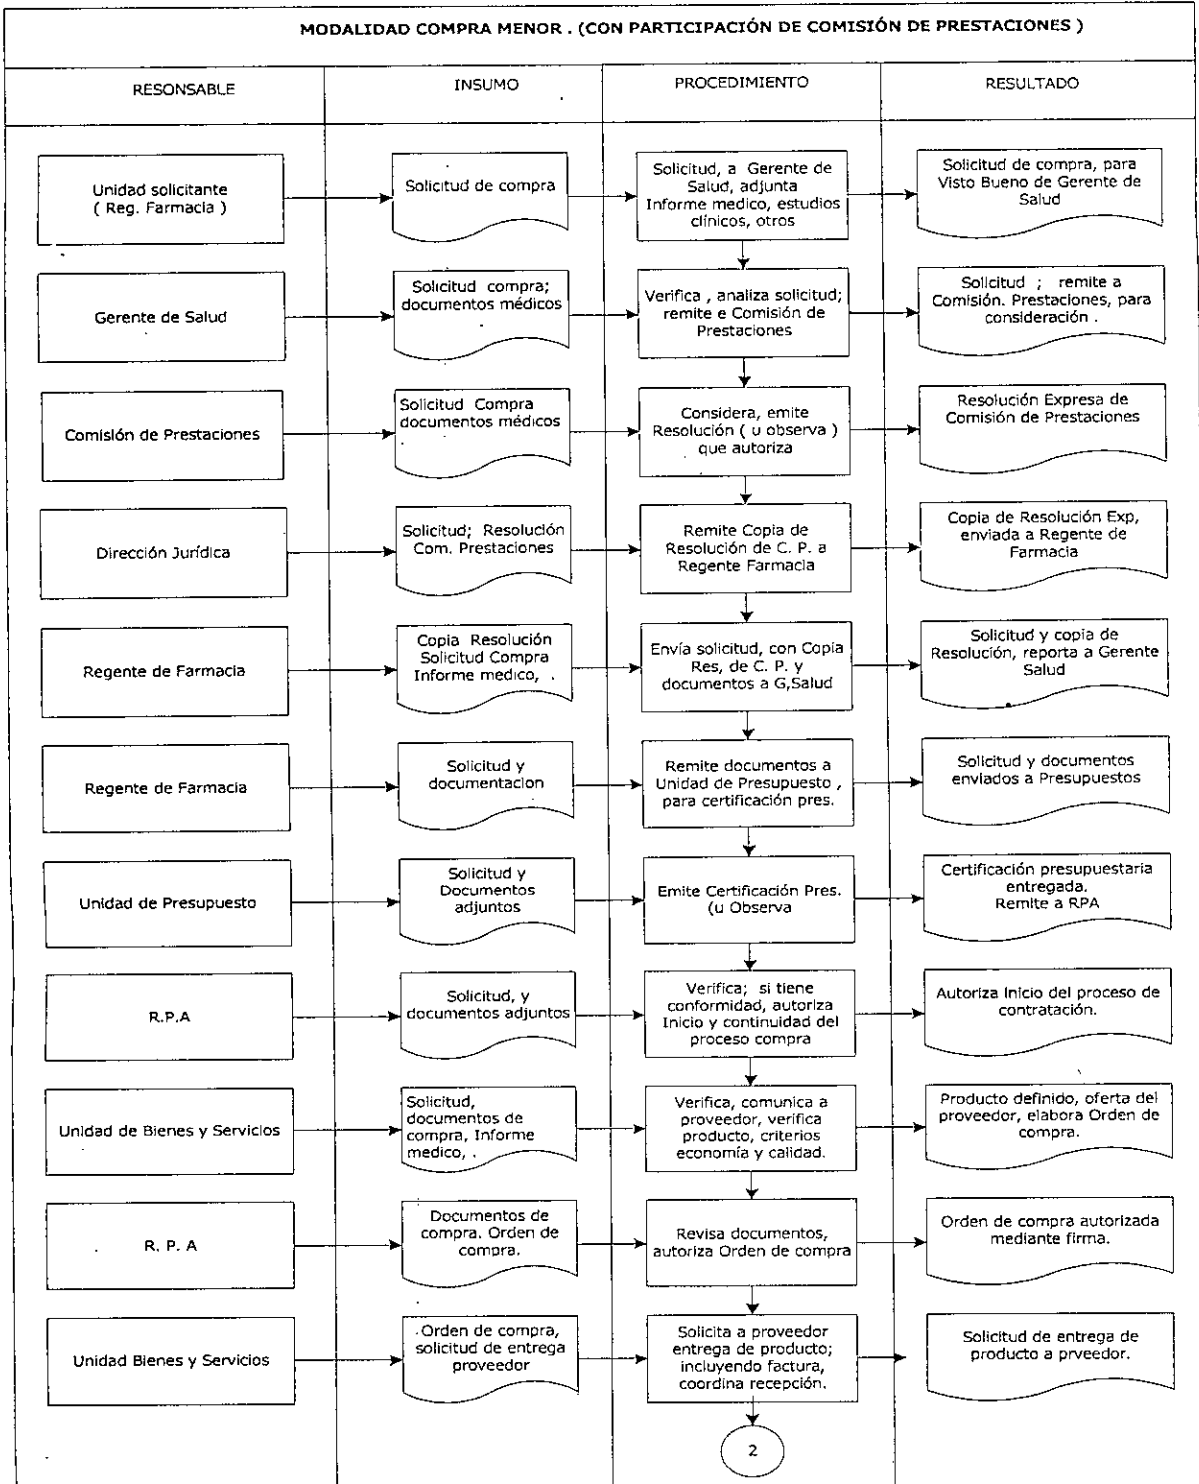 MODALIDAD COMPRA MENOR . (CON PARTICIPACIÓN DE COMISIÓN DE PRESTACIONES )
RESONSABLE
INSUMO
PROCEDIMIENTO
RESULTADO
Unidad solicitante
( Reg. Farmacia )
Solicitud de compra
Solicitud, a Gerente de
Salud, adjunta
Informe medico, estudios
clínicos, otros
Solicitud de compra, para
Visto Bueno de Gerente de
Salud
Gerente de Salud
Solicitud compra;
documentos médicos
Verifica , analiza solicitud;
remite e Comisión de
Prestaciones
Solicitud ; remite a
Comisión. Prestaciones, para
consideración .
Comisión de Prestaciones
Solicitud Compra
documentos médicos
Considera, emite
Resolución ( u observa )
que autoriza
Resolución Expresa de
Comisión de Prestaciones
Dirección Jurídica
Solicitud; Resolución
Com. Prestaciones
Remite Copia de
Resolución de C. P. a
Regente Farmacia
Copia de Resolución Exp,
enviada a Regente de
Farmacia
Regente de Farmacia
Copia Resolución
Solicitud Compra
Informe medico, .
Envía solicitud, con Copia
Res, de C. P. y
documentos a G,Salud
Solicitud y copia de
Resolución, reporta a Gerente
Salud
Regente de Farmacia
Solicitud y
documentacion
Remite documentos a
Unidad de Presupuesto ,
para certificación pres.
Solicitud y documentos
enviados a Presupuestos
Unidad de Presupuesto
Solicitud y
Documentos
adjuntos
Emite Certificación Pres.
(u Observa
Certificación presupuestaria
entregada.
Remite a RPA
R.P.A
Solicitud, y
documentos adjuntos
Verifica; si tiene
conformidad, autoriza
Inicio y continuidad del
proceso compra
Autoriza Inicio del proceso de
contratación.
Unidad de Bienes y Servicios
Solicitud,
documentos de
compra, Informe
medico, .
Verifica, comunica a
proveedor, verifica
producto, criterios
economía y calidad.
Producto definido, oferta del
proveedor, elabora Orden de
compra.
R. P. A
Documentos de
compra. Orden de
compra.
Revisa documentos,
autoriza Orden de compra
Orden de compra autorizada
mediante firma.
Unidad Bienes y Servicios
Orden de compra,
solicitud de entrega
proveedor
Solicita a proveedor
entrega de producto;
incluyendo factura,
coordina recepción.
Solicitud de entrega de
producto a prveedor.
2